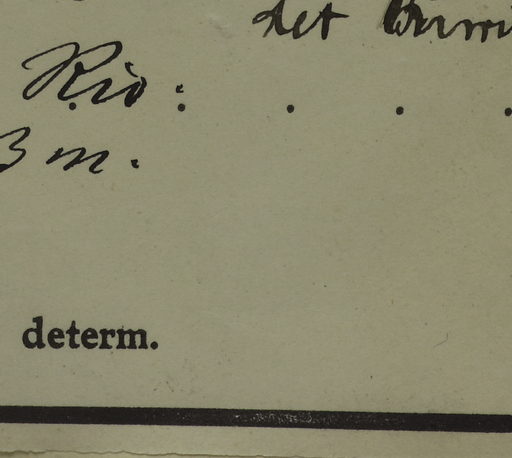 det
Rio: . . .
3 m.
determ.